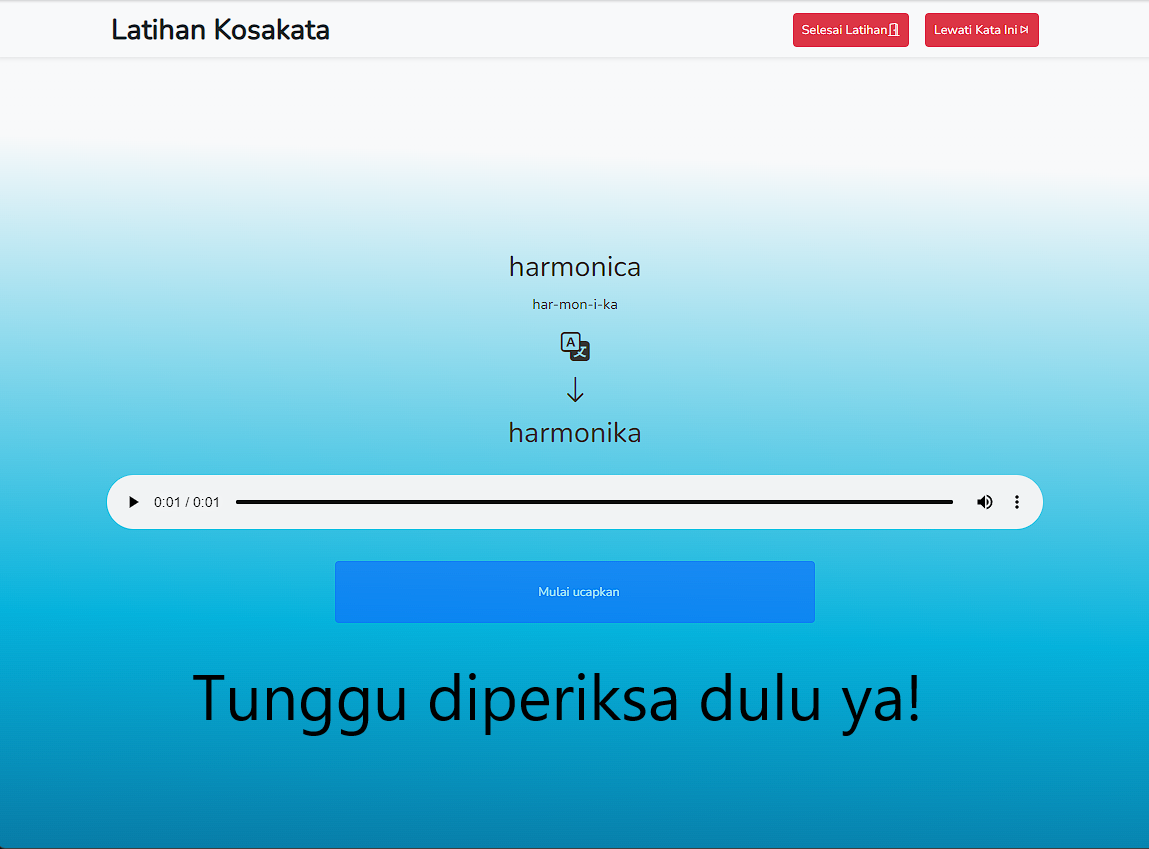 Latihan Kosakata
Selesai Latihan
Lewati Kata Ini
harmonica
har-mon-i-ka
A
harmonika
0:01 / 0:01
Mulai ucapkan
Tunggu diperiksa dulu ya!